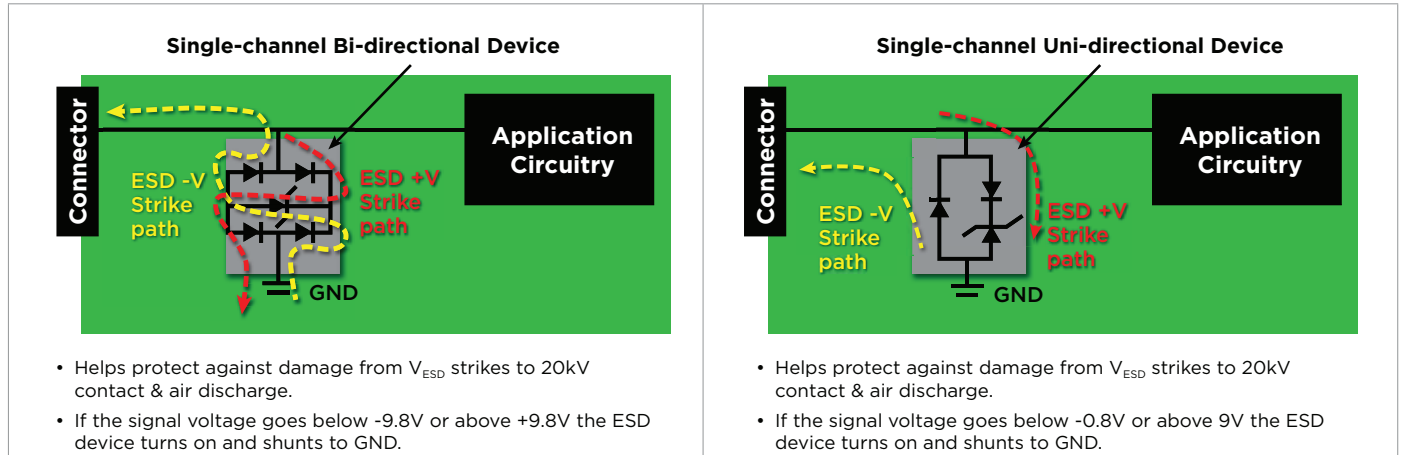 Single-channel Bi-directional Device
Connector
Application
Circuitry
ESD -V
Strike
path
ESD +V
Strike
path
GND
• Helps protect against damage from VESD strikes to 20kV
contact & air discharge.
• If the signal voltage goes below -9.8V or above +9.8V the ESD
device turns on and shunts to GND.
Single-channel Uni-directional Device
Connector
Application
Circuitry
ESD -V
Strike
path
ESD +V
Strike
path
GND
• Helps protect against damage from VESD strikes to 20kV
contact & air discharge.
• If the signal voltage goes below -0.8V or above 9V the ESD
device turns on and shunts to GND.